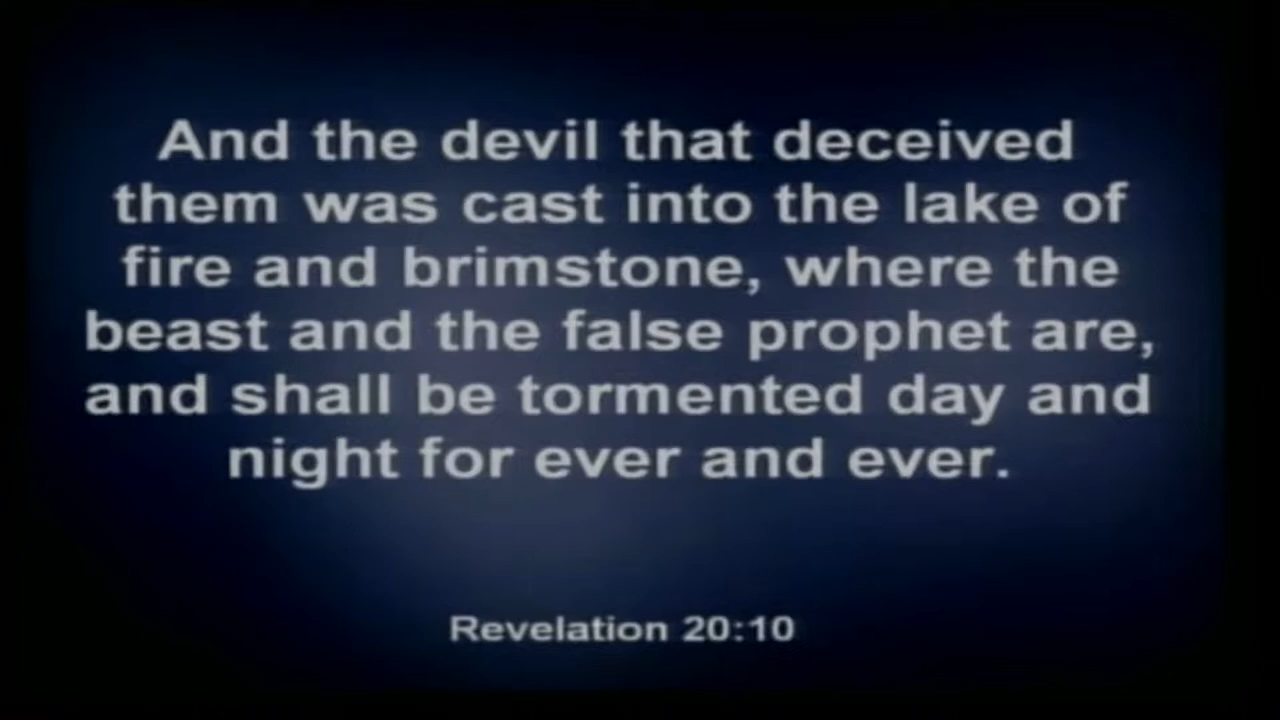 And the devil that deceived
them was cast into the lake of
fire and brimstone, where the
beast and the false prophet are,
and shall be tormented day and
night for ever and ever.
Revelation 20:10